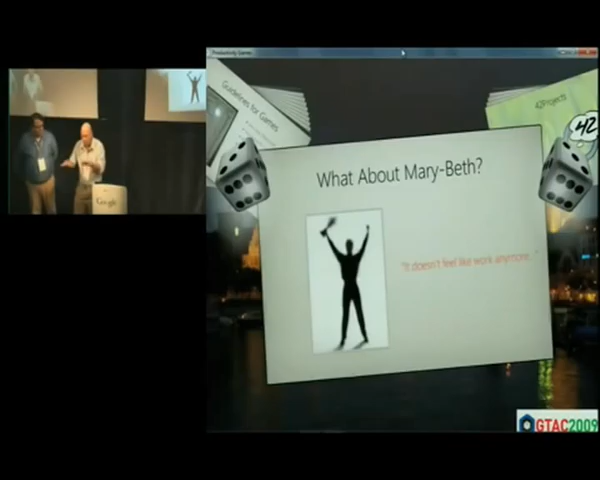 Productivity Games
Guidelines for Games
42Projects
42
What About Mary-Beth?
"It doesn't feel like work anymore."
Google
GTAC2009